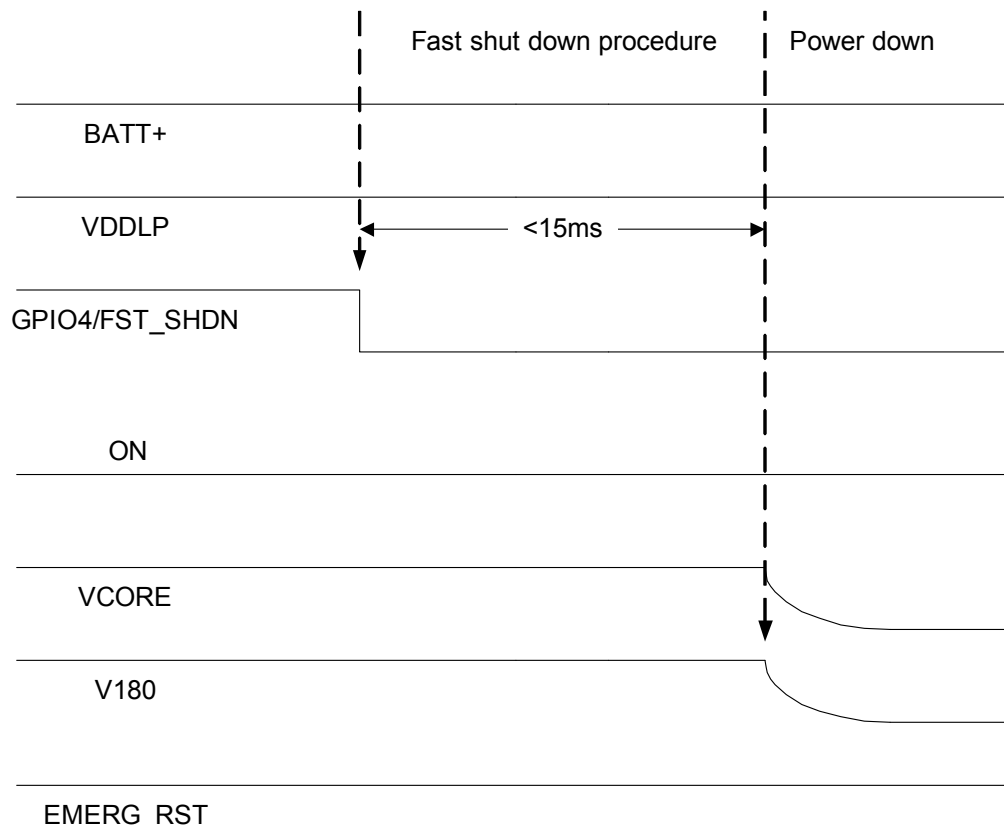 Fast shut down procedure
Power down
BATT+
VDDLP
<15ms
GPIO4/FST_SHDN
ON
VCORE
V180
EMERG_RST